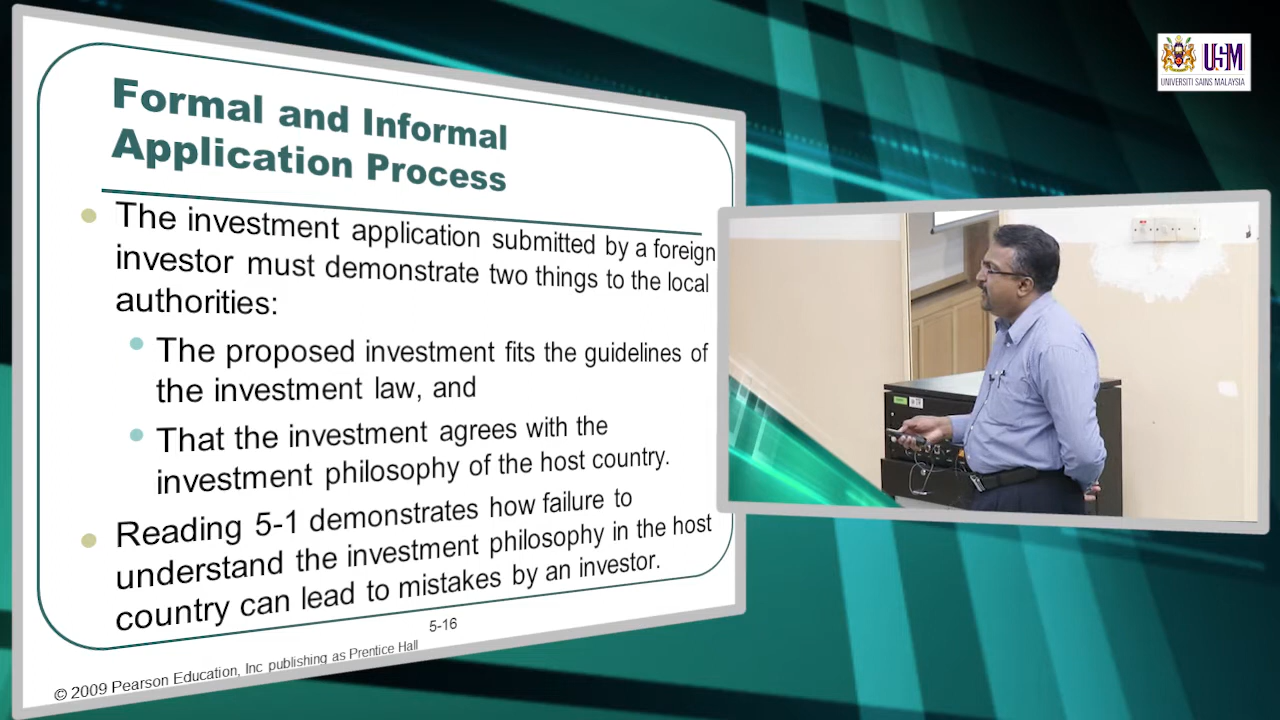 Formal and Informal
Application Process
The investment application submitted by a foreign
investor must demonstrate two things to the local
authorities:
The proposed investment fits the guidelines of
the investment law, and
That the investment agrees with the
investment philosophy of the host country.
Reading 5-1 demonstrates how failure to
understand the investment philosophy in the host
country can lead to mistakes by an investor.
5-16
© 2009 Pearson Education, Inc publishing as Prentice Hall
USM
UNIVERSITI SAINS MALAYSIA